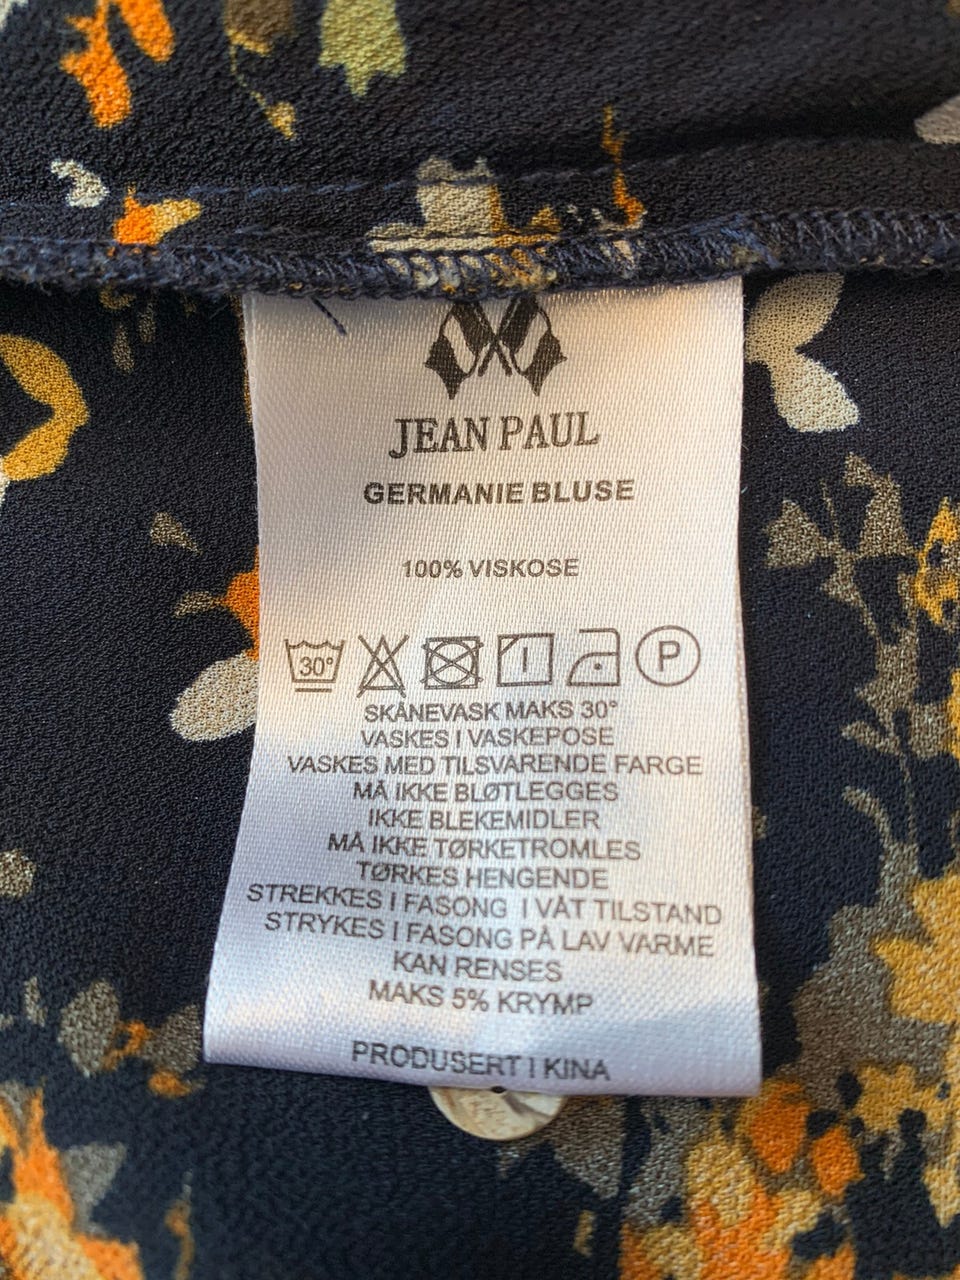 JEAN PAUL
GERMANIE BLUSE
100% VISKOSE
30° P
SKÅNEVASK MAKS 30°
VASKES I VASKEPOSE
VASKES MED TILSVARENDE FARGE
MÅ IKKE BLØTLEGGES
IKKE BLEKEMIDLER
MÅ IKKE TØRKETROMLES
TØRKES HENGENDE
STREKKES I FASONG I VÅT TILSTAND
STRYKES I FASONG PÅ LAV VARME
KAN RENSES
MAKS 5% KRYMP
PRODUSERT I KINA